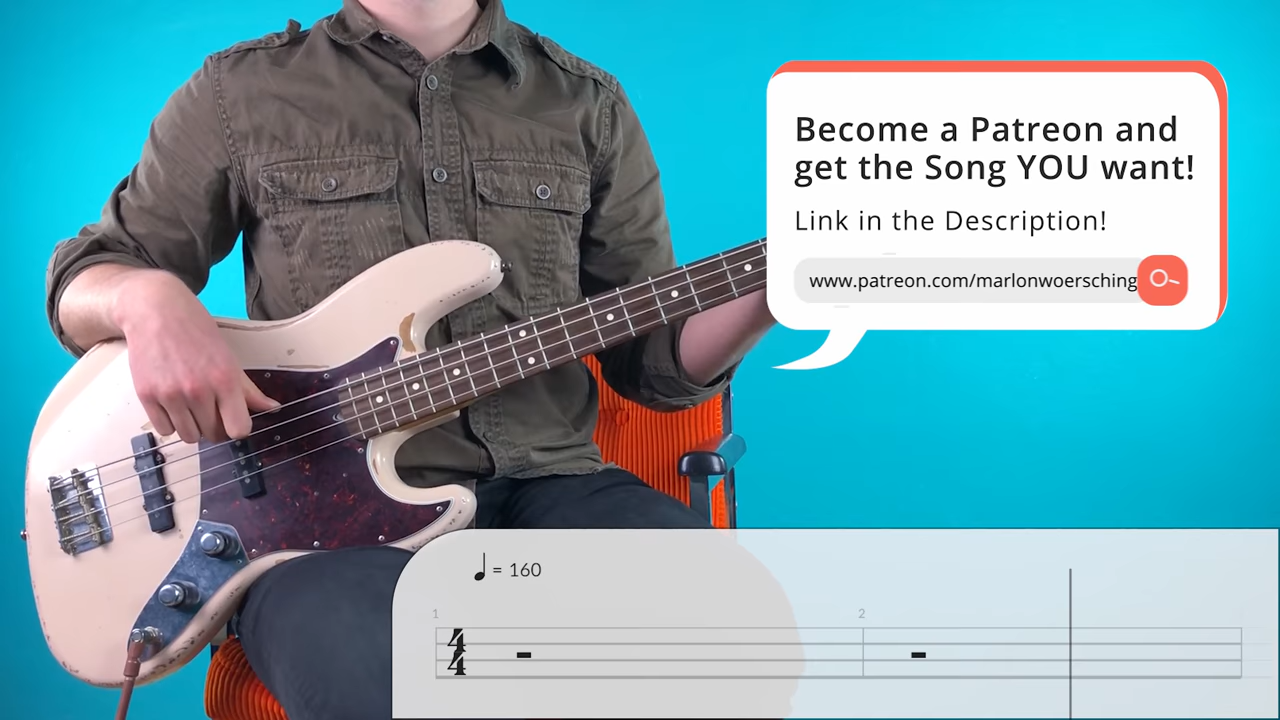 Become a Patreon and
get the Song YOU want!
Link in the Description!
www.patreon.com/marlonwoersching
♩ = 160
1
2
4
4